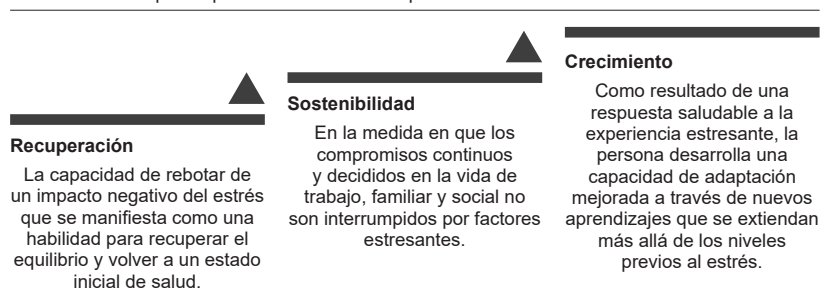 Recuperación
La capacidad de rebotar de
un impacto negativo del estrés
que se manifiesta como una
habilidad para recuperar el
equilibrio y volver a un estado
inicial de salud.
Sostenibilidad
En la medida en que los
compromisos continuos
y decididos en la vida de
trabajo, familiar y social no
son interrumpidos por factores
estresantes.
Crecimiento
Como resultado de una
respuesta saludable a la
experiencia estresante, la
persona desarrolla una
capacidad de adaptación
mejorada a través de nuevos
aprendizajes que se extiendan
más allá de los niveles
previos al estrés.